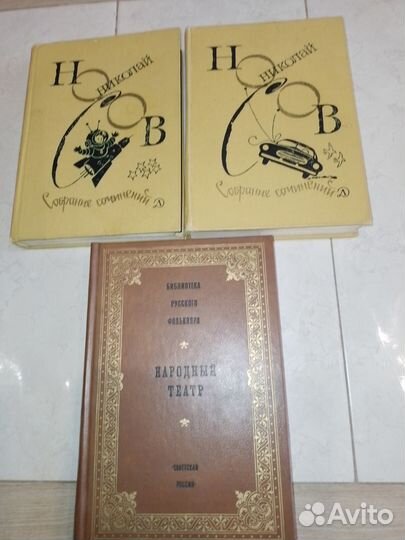 НИКОЛАЙ
НОСОВ
Собрание сочинений
НИКОЛАЙ
НОСОВ
Собрание сочинений
БИБЛИОТЕКА
РУССКОГО
ФОЛЬКЛОРА
НАРОДНЫЙ
ТЕАТР
·СОВЕТСКАЯ
РОССИЯ·
Avito